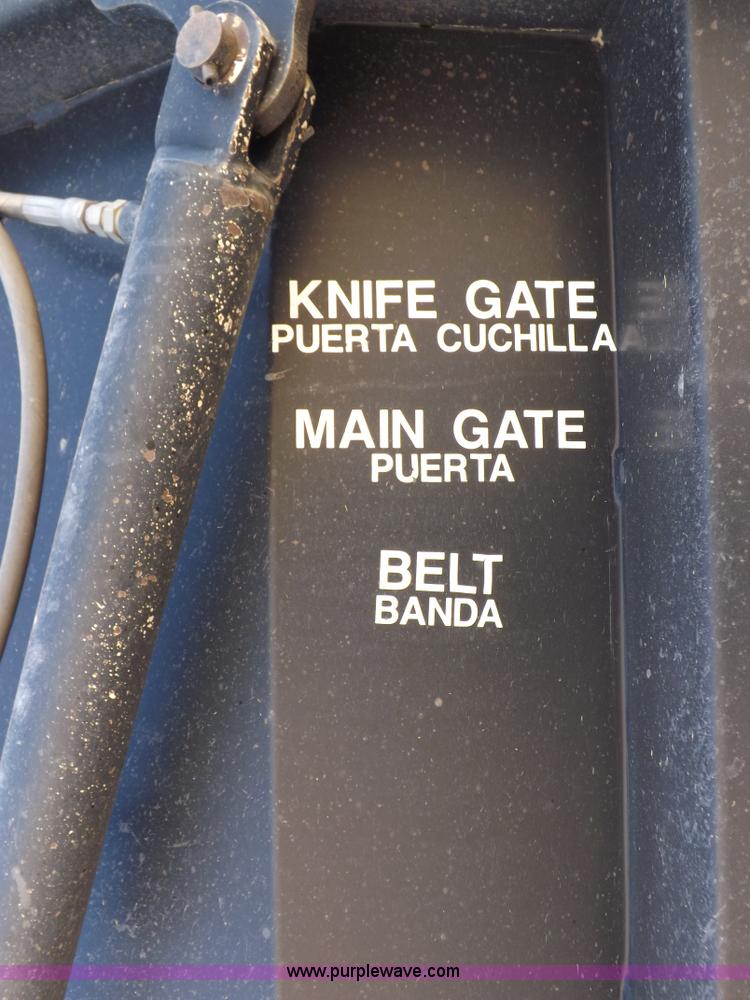 KNIFE GATE
PUERTA CUCHILLA
MAIN GATE
PUERTA
BELT
BANDA
www.purplewave.com